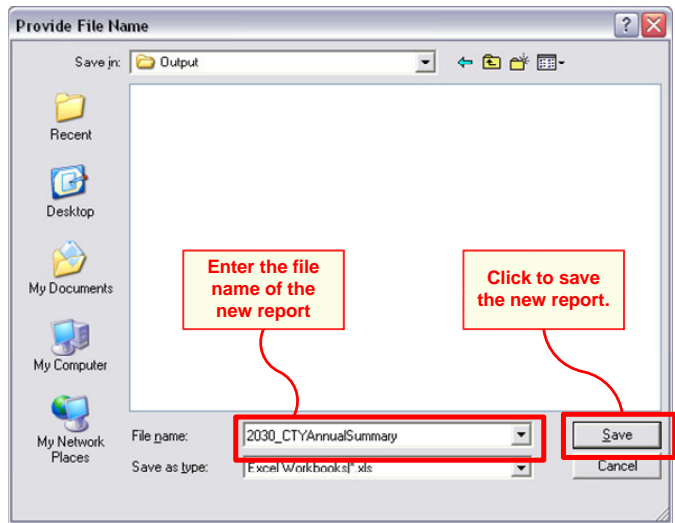 Provide File Name
Save in:
Output
Recent
Desktop
My Documents
My Computer
My Network
Places
Enter the file
name of the
new report
Click to save
the new report.
File name:
2030_CTYAnnualSummary
Save
Save as type:
Excel Workbooks|*.xls
Cancel